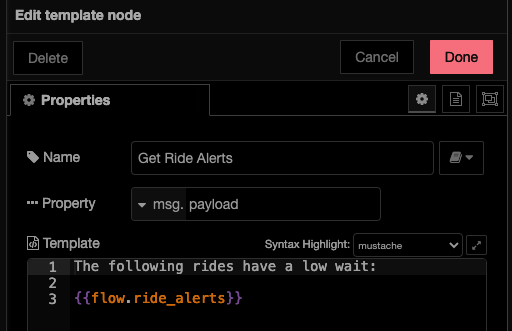 Edit template node
Delete
Cancel
Done
Properties
Name
Get Ride Alerts
Property
msg. payload
Template
Syntax Highlight: mustache
1 The following rides have a low wait:
2
3 {{flow.ride_alerts}}